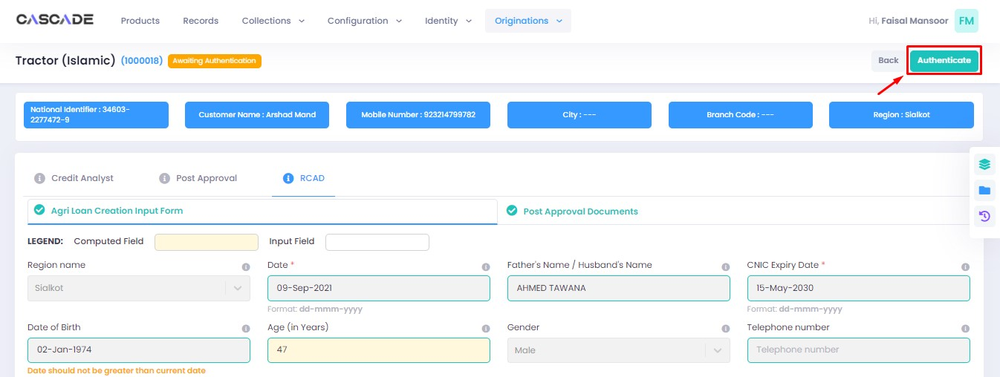 CASCADE Products Records Collections Configuration Identity Originations Hi, Faisal Mansoor FM
Tractor (Islamic) (1000018) Awaiting Authentication Back Authenticate
National Identifier : 34603-
2277472-9
Customer Name : Arshad Mand
Mobile Number : 923214799782
City : ---
Branch Code : ---
Region : Sialkot
Credit Analyst Post Approval RCAD
Agri Loan Creation Input Form Post Approval Documents
LEGEND: Computed Field Input Field
Region name Date * Father's Name / Husband's Name CNIC Expiry Date *
Sialkot 09-Sep-2021 AHMED TAWANA 15-May-2030
Format: dd-mmm-yyyy Format: dd-mmm-yyyy
Date of Birth Age (in Years) Gender Telephone number
02-Jan-1974 47 Male Telephone number
Date should not be greater than current date